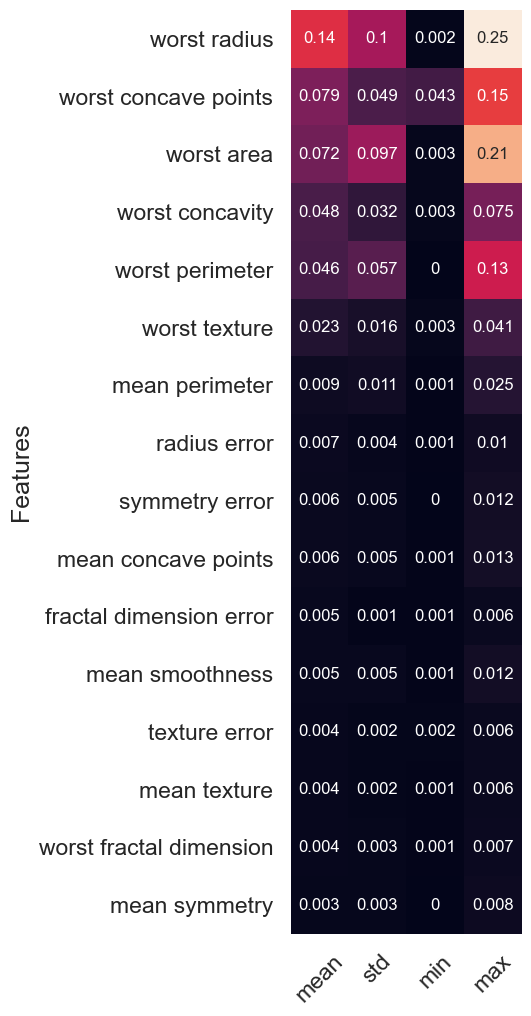 worst radius 0.14 0.1 0.002 0.25
worst concave points 0.079 0.049 0.043 0.15
worst area 0.072 0.097 0.003 0.21
worst concavity 0.048 0.032 0.003 0.075
worst perimeter 0.046 0.057 0 0.13
worst texture 0.023 0.016 0.003 0.041
mean perimeter 0.009 0.011 0.001 0.025
radius error 0.007 0.004 0.001 0.01
Features
symmetry error 0.006 0.005 0 0.012
mean concave points 0.006 0.005 0.001 0.013
fractal dimension error 0.005 0.001 0.001 0.006
mean smoothness 0.005 0.005 0.001 0.012
texture error 0.004 0.002 0.002 0.006
mean texture 0.004 0.002 0.001 0.006
worst fractal dimension 0.004 0.003 0.001 0.007
mean symmetry 0.003 0.003 0 0.008
mean std min max